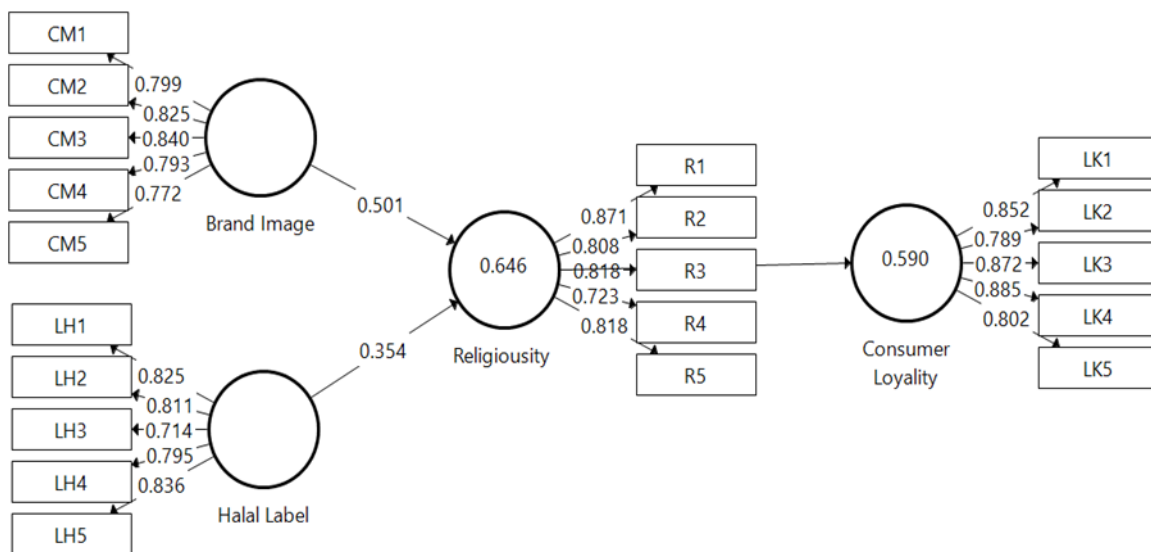 CM1
CM2
CM3
CM4
CM5
0.799
0.825
0.840
0.793
0.772
Brand Image
0.501
LH1
LH2
LH3
LH4
LH5
0.825
0.811
0.714
0.795
0.836
Halal Label
0.354
0.646
Religiousity
0.871
0.808
0.818
0.723
0.818
R1
R2
R3
R4
R5
0.590
Consumer
Loyality
0.852
0.789
0.872
0.885
0.802
LK1
LK2
LK3
LK4
LK5